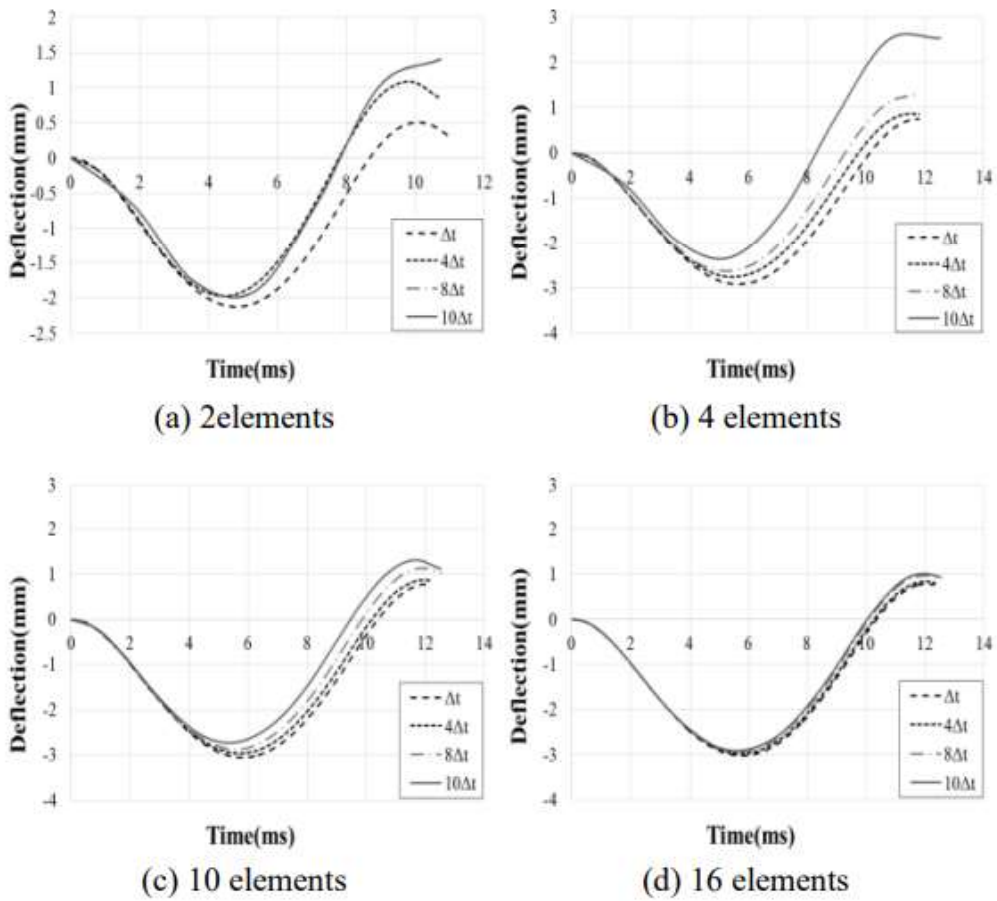 2
1.5
1
0.5
0
-0.5
-1
-1.5
-2
-2.5
0 2 4 6 8 10 12
Deflection(mm)
Time(ms)
Δt
4Δt
8Δt
10Δt
(a) 2elements
3
2
1
0
-1
-2
-3
-4
0 2 4 6 8 10 12 14
Deflection(mm)
Time(ms)
Δt
4Δt
8Δt
10Δt
(b) 4 elements
3
2
1
0
-1
-2
-3
-4
0 2 4 6 8 10 12 14
Deflection(mm)
Time(ms)
Δt
4Δt
8Δt
10Δt
(c) 10 elements
3
2
1
0
-1
-2
-3
-4
0 2 4 6 8 10 12 14
Deflection(mm)
Time(ms)
Δt
4Δt
8Δt
10Δt
(d) 16 elements